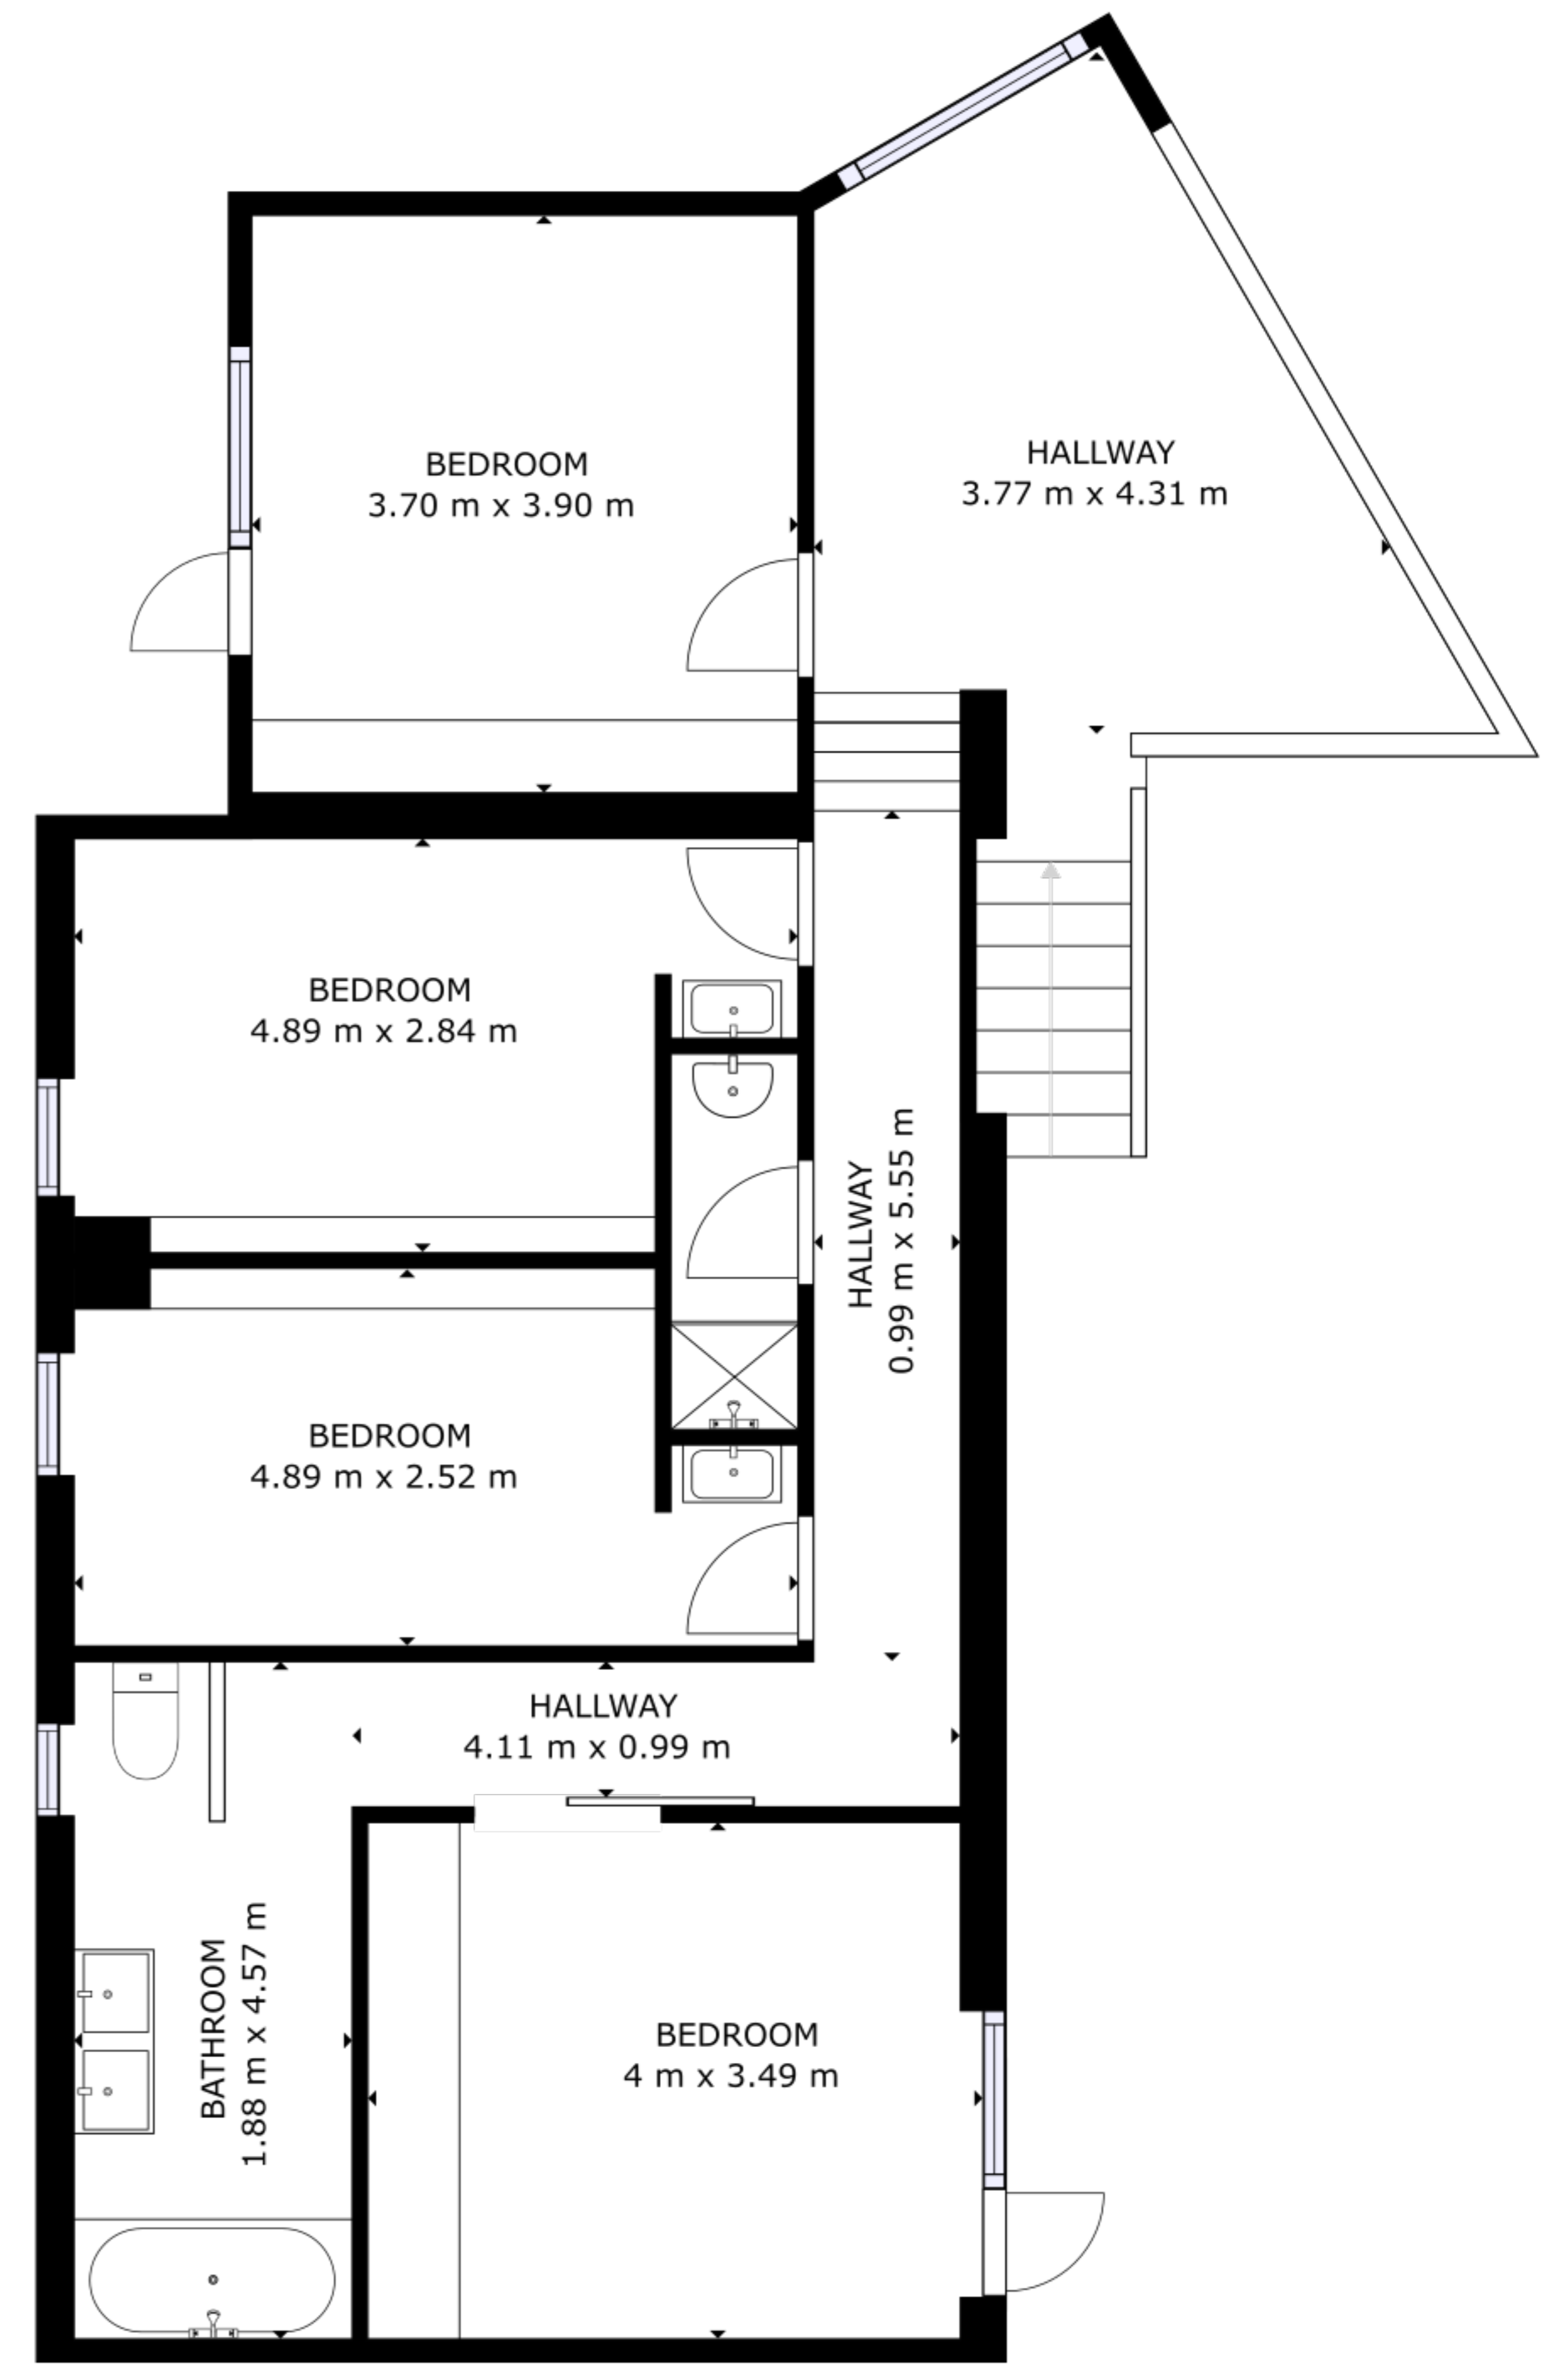 HALLWAY
3.77 m x 4.31 m
BEDROOM
3.70 m x 3.90 m
BEDROOM
4.89 m x 2.84 m
HALLWAY
0.99 m x 5.55 m
BEDROOM
4.89 m x 2.52 m
HALLWAY
4.11 m x 0.99 m
BATHROOM
1.88 m x 4.57 m
BEDROOM
4 m x 3.49 m